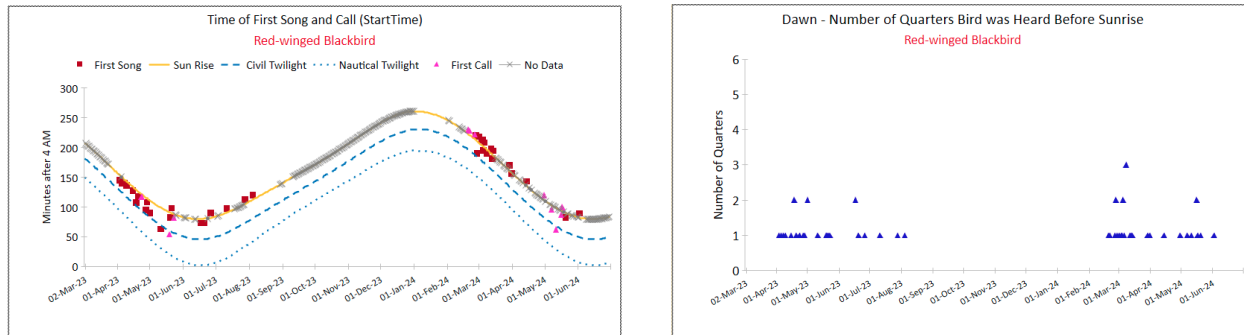 Time of First Song and Call (StartTime)
Red-winged Blackbird
First Song Sun Rise Civil Twilight Nautical Twilight First Call No Data
Minutes after 4 AM
300
250
200
150
100
50
0
02-Mar-23 01-Apr-23 01-May-23 01-Jun-23 01-Jul-23 01-Aug-23 01-Sep-23 01-Oct-23 01-Nov-23 01-Dec-23 01-Jan-24 01-Feb-24 01-Mar-24 01-Apr-24 01-May-24 01-Jun-24
Dawn - Number of Quarters Bird was Heard Before Sunrise
Red-winged Blackbird
Number of Quarters
6
5
4
3
2
1
0
02-Mar-23 01-Apr-23 01-May-23 01-Jun-23 01-Jul-23 01-Aug-23 01-Sep-23 01-Oct-23 01-Nov-23 01-Dec-23 01-Jan-24 01-Feb-24 01-Mar-24 01-Apr-24 01-May-24 01-Jun-24